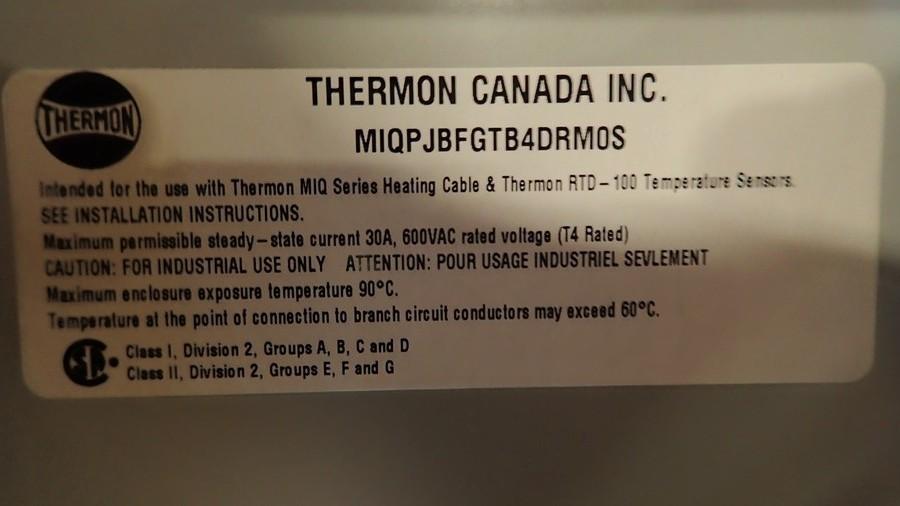 THERMON
THERMON CANADA INC.
MIQPJBFGTB4DRM0S
Intended for the use with Thermon MIQ Series Heating Cable & Thermon RTD-100 Temperature Sensors.
SEE INSTALLATION INSTRUCTIONS.
Maximum permissible steady-state current 30A, 600VAC rated voltage (T4 Rated)
CAUTION: FOR INDUSTRIAL USE ONLY ATTENTION: POUR USAGE INDUSTRIEL SEVLEMENT
Maximum enclosure exposure temperature 90°C.
Temperature at the point of connection to branch circuit conductors may exceed 60°C.
Class I, Division 2, Groups A, B, C and D
Class II, Division 2, Groups E, F and G